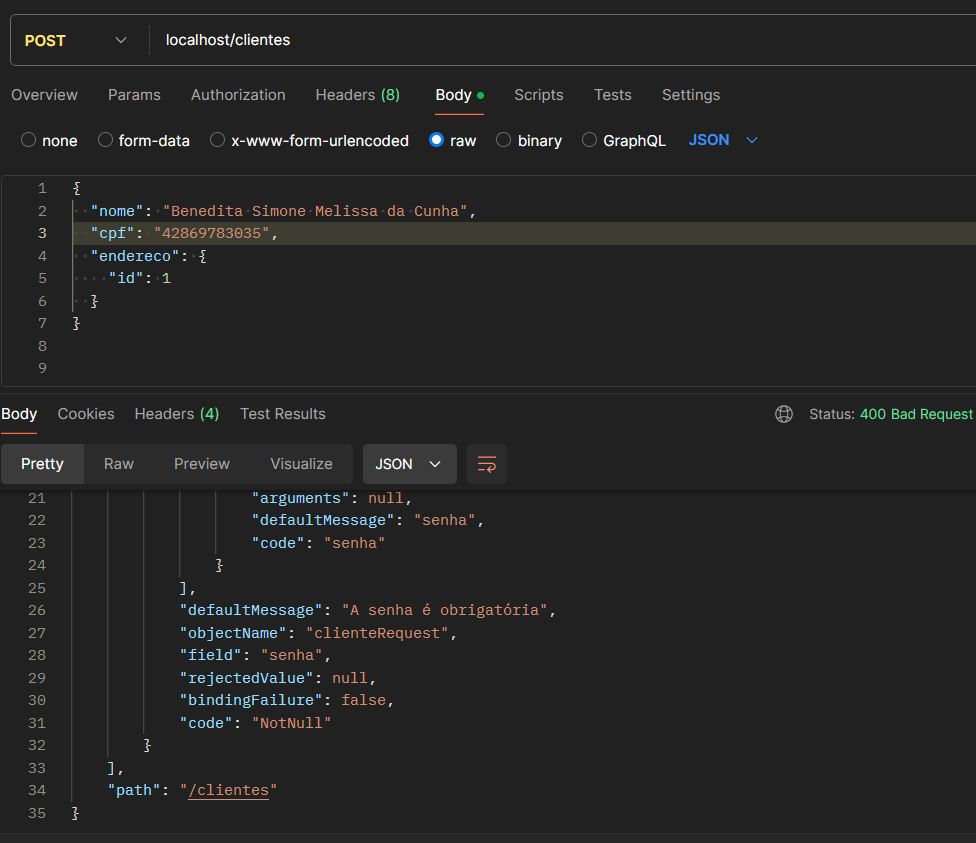 POST localhost/clientes
Overview Params Authorization Headers (8) Body Scripts Tests Settings
none form-data x-www-form-urlencoded raw binary GraphQL JSON
1 {
2 "nome": "Benedita Simone Melissa da Cunha",
3 "cpf": "42869783035",
4 "endereco": {
5 "id": 1
6 }
7 }
8
9
Body Cookies Headers (4) Test Results Status: 400 Bad Request
Pretty Raw Preview Visualize JSON
21 "arguments": null,
22 "defaultMessage": "senha",
23 "code": "senha"
24 }
25 ],
26 "defaultMessage": "A senha é obrigatória",
27 "objectName": "clienteRequest",
28 "field": "senha",
29 "rejectedValue": null,
30 "bindingFailure": false,
31 "code": "NotNull"
32 }
33 ],
34 "path": "/clientes"
35 }